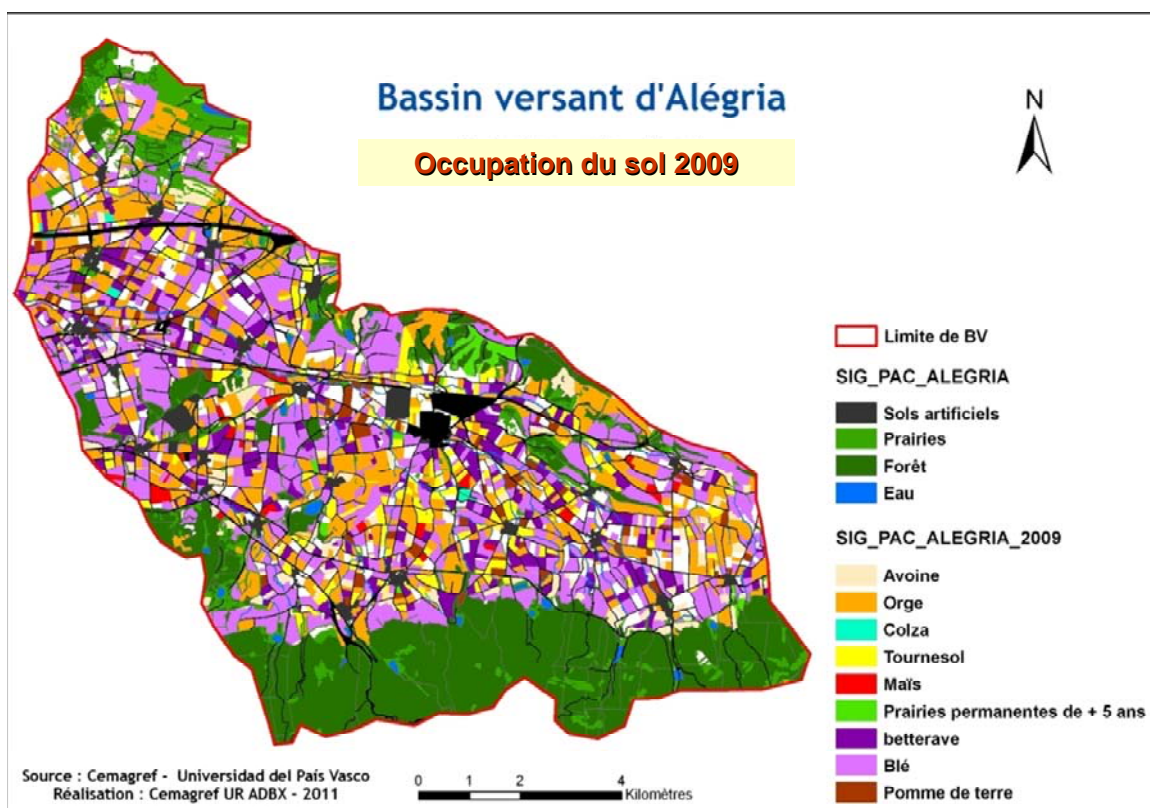 Bassin versant d'Alégria
Occupation du sol 2009
N
Limite de BV
SIG_PAC_ALEGRIA
Sols artificiels
Prairies
Forêt
Eau
SIG_PAC_ALEGRIA_2009
Avoine
Orge
Colza
Tournesol
Maïs
Prairies permanentes de + 5 ans
betterave
Blé
Pomme de terre
Source : Cemagref - Universidad del País Vasco
Réalisation : Cemagref UR ADBX - 2011
0 1 2 4
Kilomètres